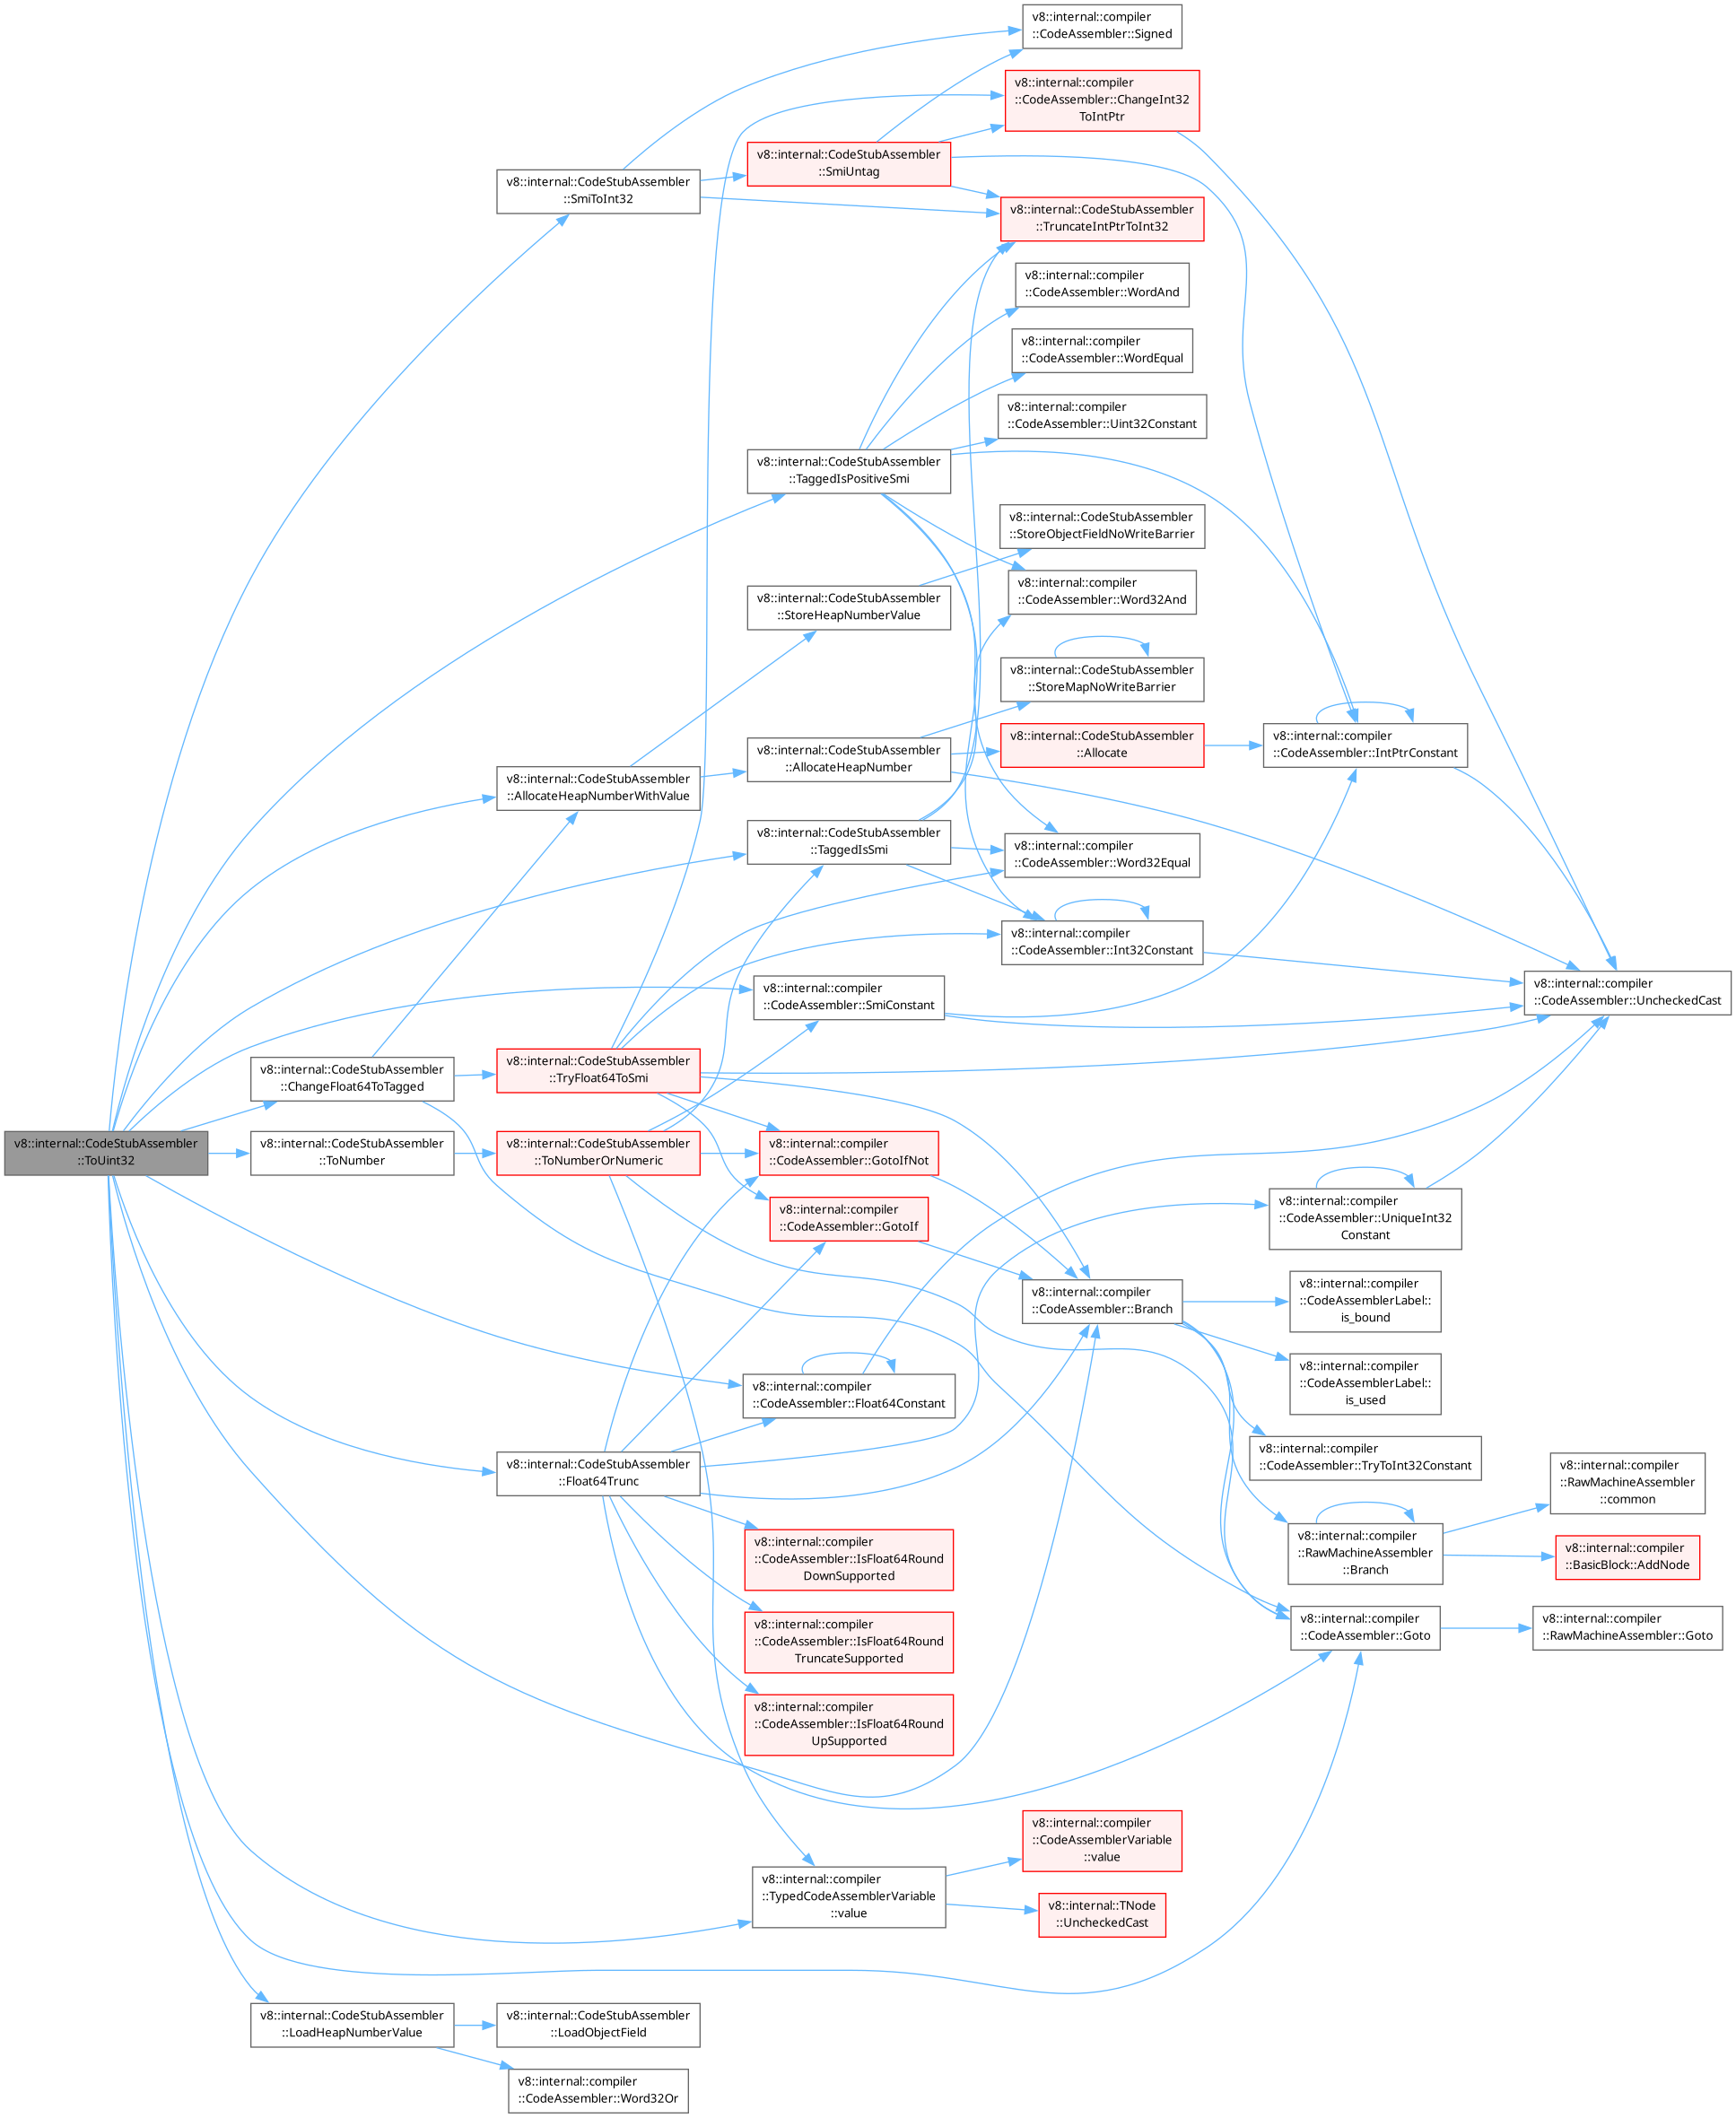 v8::internal::compiler
::CodeAssembler::Signed
v8::internal::compiler
::CodeAssembler::ChangeInt32
ToIntPtr
v8::internal::CodeStubAssembler
::SmiUntag
v8::internal::CodeStubAssembler
::SmiToInt32
v8::internal::CodeStubAssembler
::TruncateIntPtrToInt32
v8::internal::compiler
::CodeAssembler::WordAnd
v8::internal::compiler
::CodeAssembler::WordEqual
v8::internal::compiler
::CodeAssembler::Uint32Constant
v8::internal::CodeStubAssembler
::TaggedIsPositiveSmi
v8::internal::CodeStubAssembler
::StoreObjectFieldNoWriteBarrier
v8::internal::compiler
::CodeAssembler::Word32And
v8::internal::CodeStubAssembler
::StoreHeapNumberValue
v8::internal::CodeStubAssembler
::StoreMapNoWriteBarrier
v8::internal::CodeStubAssembler
::Allocate
v8::internal::compiler
::CodeAssembler::IntPtrConstant
v8::internal::CodeStubAssembler
::AllocateHeapNumber
v8::internal::CodeStubAssembler
::AllocateHeapNumberWithValue
v8::internal::CodeStubAssembler
::TaggedIsSmi
v8::internal::compiler
::CodeAssembler::Word32Equal
v8::internal::compiler
::CodeAssembler::Int32Constant
v8::internal::compiler
::CodeAssembler::SmiConstant
v8::internal::compiler
::CodeAssembler::UncheckedCast
v8::internal::CodeStubAssembler
::ChangeFloat64ToTagged
v8::internal::CodeStubAssembler
::TryFloat64ToSmi
v8::internal::CodeStubAssembler
::ToUint32
v8::internal::CodeStubAssembler
::ToNumber
v8::internal::CodeStubAssembler
::ToNumberOrNumeric
v8::internal::compiler
::CodeAssembler::GotoIfNot
v8::internal::compiler
::CodeAssembler::GotoIf
v8::internal::compiler
::CodeAssembler::UniqueInt32
Constant
v8::internal::compiler
::CodeAssembler::Branch
v8::internal::compiler
::CodeAssemblerLabel::
is_bound
v8::internal::compiler
::CodeAssemblerLabel::
is_used
v8::internal::compiler
::CodeAssembler::Float64Constant
v8::internal::compiler
::CodeAssembler::TryToInt32Constant
v8::internal::CodeStubAssembler
::Float64Trunc
v8::internal::compiler
::RawMachineAssembler
::common
v8::internal::compiler
::CodeAssembler::IsFloat64Round
DownSupported
v8::internal::compiler
::RawMachineAssembler
::Branch
v8::internal::compiler
::BasicBlock::AddNode
v8::internal::compiler
::CodeAssembler::IsFloat64Round
TruncateSupported
v8::internal::compiler
::CodeAssembler::Goto
v8::internal::compiler
::RawMachineAssembler::Goto
v8::internal::compiler
::CodeAssembler::IsFloat64Round
UpSupported
v8::internal::compiler
::CodeAssemblerVariable
::value
v8::internal::compiler
::TypedCodeAssemblerVariable
::value
v8::internal::TNode
::UncheckedCast
v8::internal::CodeStubAssembler
::LoadHeapNumberValue
v8::internal::CodeStubAssembler
::LoadObjectField
v8::internal::compiler
::CodeAssembler::Word32Or